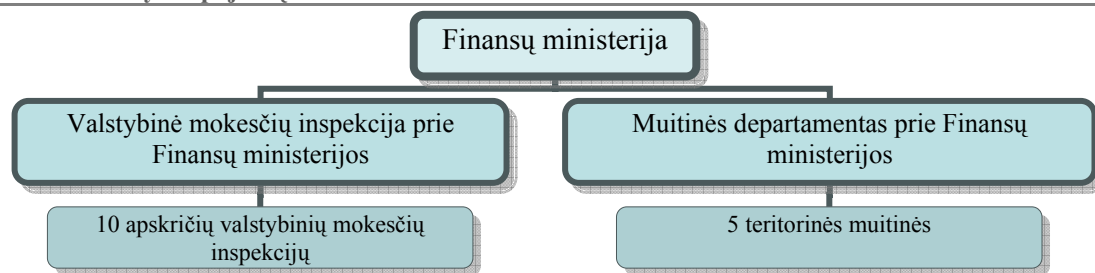 Finansų ministerija
Valstybinė mokesčių inspekcija prie
Finansų ministerijos
Muitinės departamentas prie Finansų
ministerijos
10 apskričių valstybinių mokesčių
inspekcijų
5 teritorinės muitinės